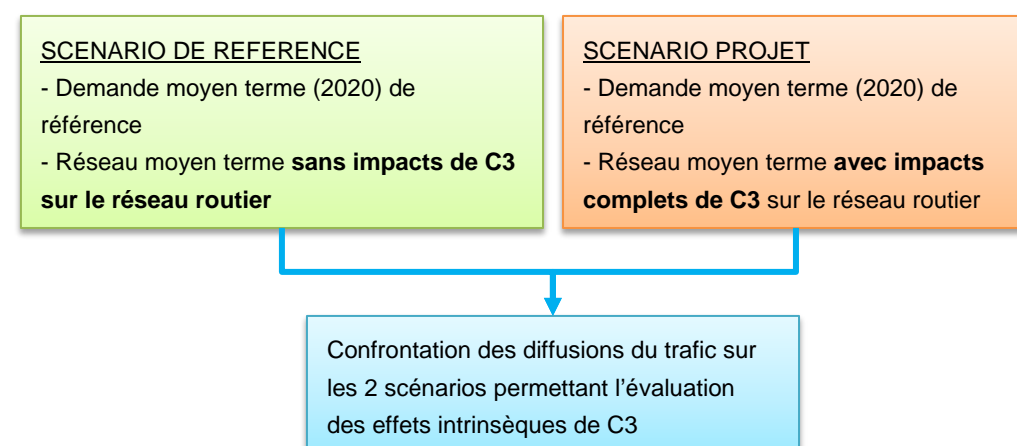 SCENARIO DE REFERENCE
- Demande moyen terme (2020) de
référence
- Réseau moyen terme sans impacts de C3
sur le réseau routier
SCENARIO PROJET
- Demande moyen terme (2020) de
référence
- Réseau moyen terme avec impacts
complets de C3 sur le réseau routier
Confrontation des diffusions du trafic sur
les 2 scénarios permettant l’évaluation
des effets intrinsèques de C3